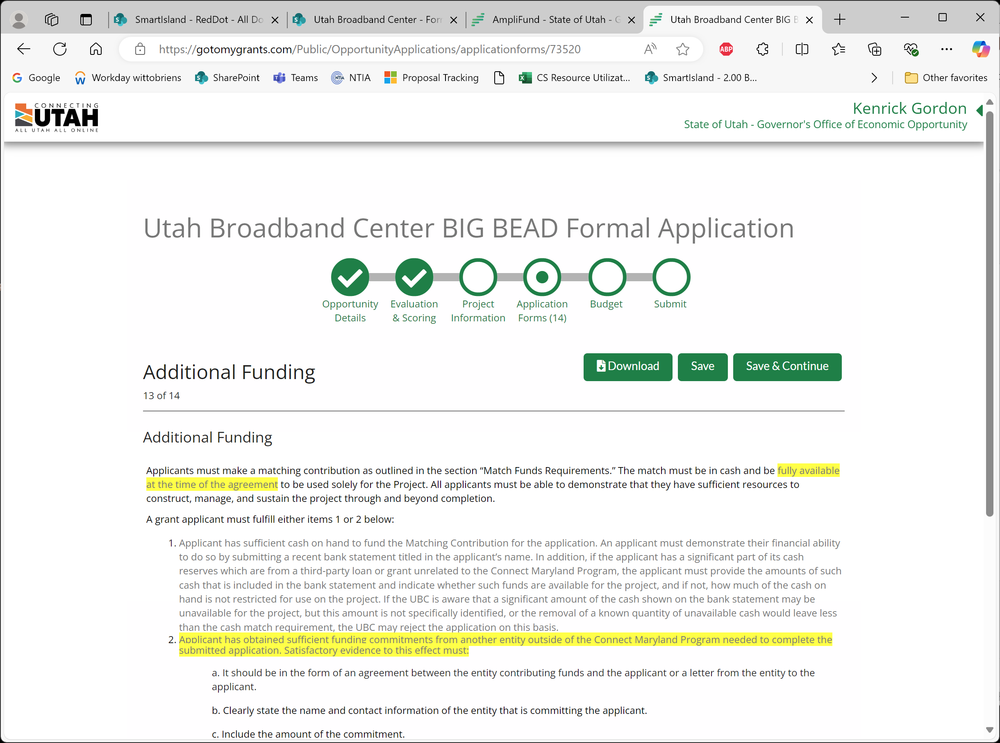 SmartIsland - RedDot - All Do
Utah Broadband Center - For
AmpliFund - State of Utah - G
Utah Broadband Center BIG B
https://gotomygrants.com/Public/OpportunityApplications/applicationforms/73520
ABP
Google
Workday wittobriens
SharePoint
Teams
NTIA
Proposal Tracking
CS Resource Utilizat...
SmartIsland - 2.00 B...
Other favorites
CONNECTING
UTAH
ALL UTAH ALL ONLINE
Kenrick Gordon
State of Utah - Governor's Office of Economic Opportunity
Utah Broadband Center BIG BEAD Formal Application
Opportunity Details
Evaluation & Scoring
Project Information
Application Forms (14)
Budget
Submit
Additional Funding
Download
Save
Save & Continue
13 of 14
Additional Funding
Applicants must make a matching contribution as outlined in the section “Match Funds Requirements.” The match must be in cash and be fully available
at the time of the agreement to be used solely for the Project. All applicants must be able to demonstrate that they have sufficient resources to
construct, manage, and sustain the project through and beyond completion.
A grant applicant must fulfill either items 1 or 2 below:
1. Applicant has sufficient cash on hand to fund the Matching Contribution for the application. An applicant must demonstrate their financial ability
to do so by submitting a recent bank statement titled in the applicant’s name. In addition, if the applicant has a significant part of its cash
reserves which are from a third-party loan or grant unrelated to the Connect Maryland Program, the applicant must provide the amounts of such
cash that is included in the bank statement and indicate whether such funds are available for the project, and if not, how much of the cash on
hand is not restricted for use on the project. If the UBC is aware that a significant amount of the cash shown on the bank statement may be
unavailable for the project, but this amount is not specifically identified, or the removal of a known quantity of unavailable cash would leave less
than the cash match requirement, the UBC may reject the application on this basis.
2. Applicant has obtained sufficient funding commitments from another entity outside of the Connect Maryland Program needed to complete the
submitted application. Satisfactory evidence to this effect must:
a. It should be in the form of an agreement between the entity contributing funds and the applicant or a letter from the entity to the
applicant.
b. Clearly state the name and contact information of the entity that is committing the applicant.
c. Include the amount of the commitment.